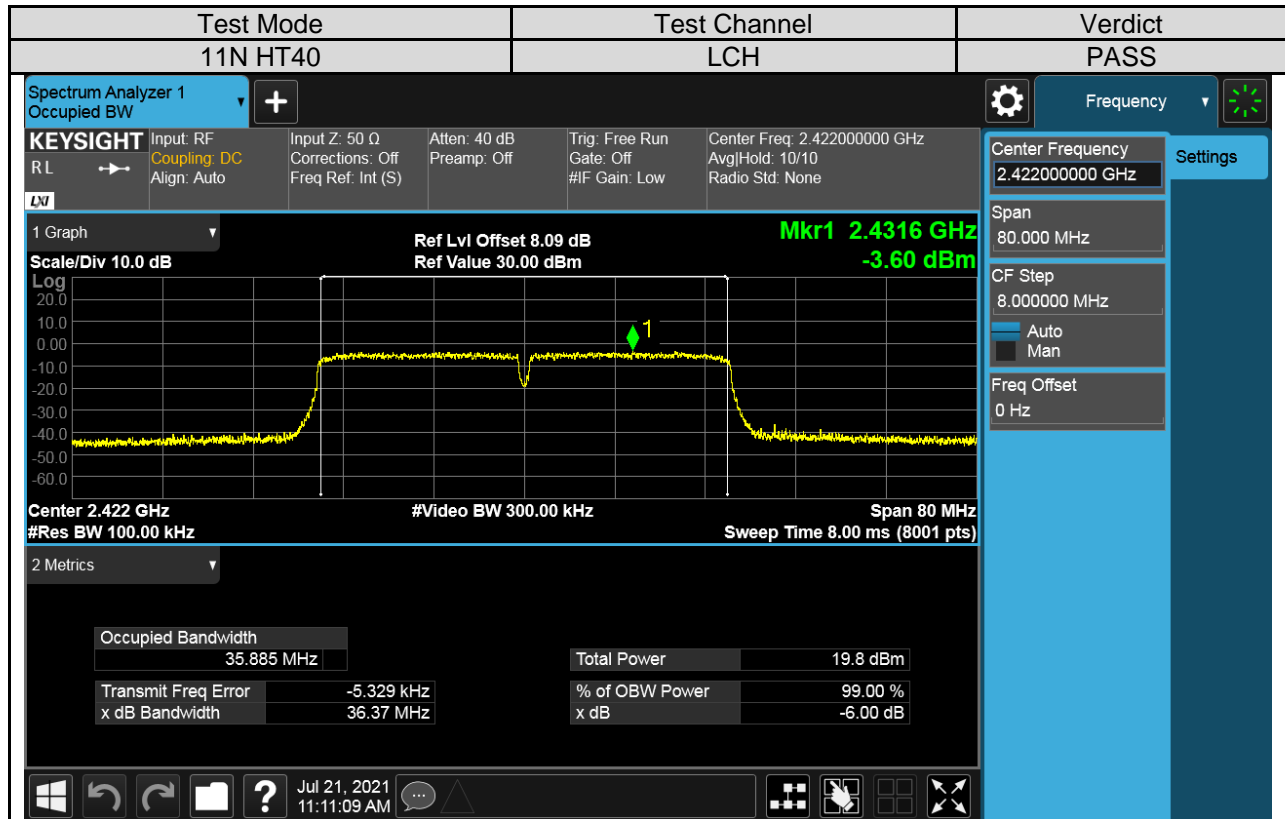 Test Mode Test Channel Verdict
11N HT40 LCH PASS
Spectrum Analyzer 1
Occupied BW
+
Frequency
KEYSIGHT
R L
LXI
Input: RF
Coupling: DC
Align: Auto
Input Z: 50 Ω
Corrections: Off
Freq Ref: Int (S)
Atten: 40 dB
Preamp: Off
Trig: Free Run
Gate: Off
#IF Gain: Low
Center Freq: 2.422000000 GHz
Avg|Hold: 10/10
Radio Std: None
Center Frequency
2.422000000 GHz
Settings
Span
80.000 MHz
CF Step
8.000000 MHz
Auto
Man
Freq Offset
0 Hz
1 Graph
Scale/Div 10.0 dB
Ref Lvl Offset 8.09 dB
Ref Value 30.00 dBm
Mkr1 2.4316 GHz
-3.60 dBm
Log
20.0
10.0
0.00
-10.0
-20.0
-30.0
-40.0
-50.0
-60.0
1
Center 2.422 GHz #Video BW 300.00 kHz Span 80 MHz
#Res BW 100.00 kHz Sweep Time 8.00 ms (8001 pts)
2 Metrics
Occupied Bandwidth
35.885 MHz
Total Power 19.8 dBm
Transmit Freq Error -5.329 kHz % of OBW Power 99.00 %
x dB Bandwidth 36.37 MHz x dB -6.00 dB
?
Jul 21, 2021
11:11:09 AM